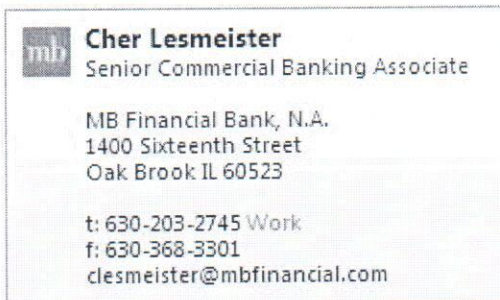 mb
Cher Lesmeister
Senior Commercial Banking Associate
MB Financial Bank, N.A.
1400 Sixteenth Street
Oak Brook IL 60523
t: 630-203-2745 Work
f: 630-368-3301
clesmeister@mbfinancial.com